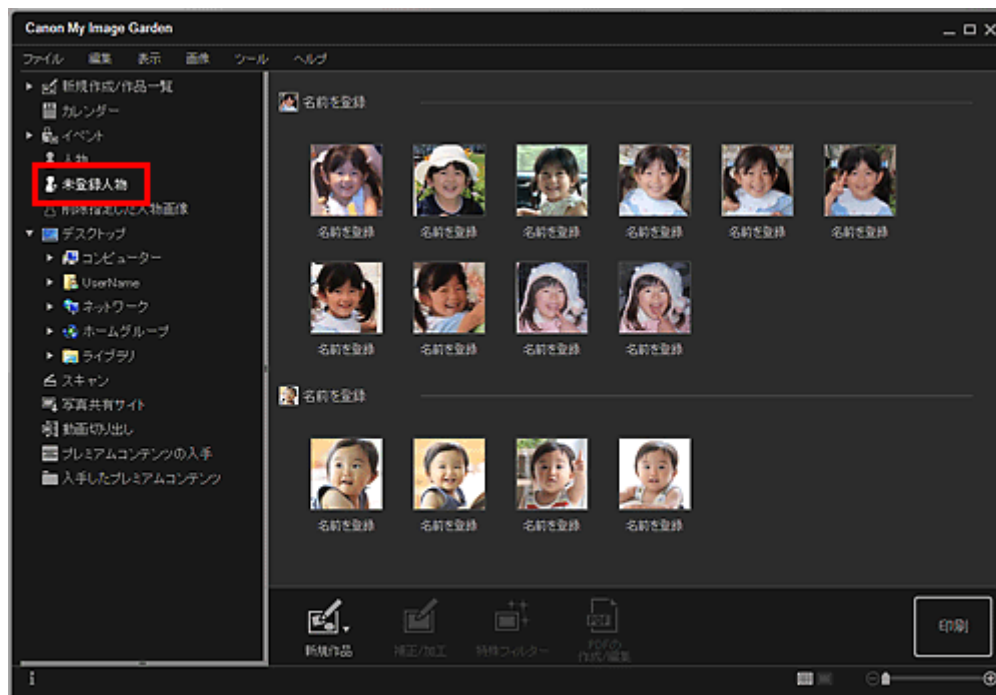 Canon My Image Garden
ファイル 編集 表示 画像 ツール ヘルプ
新規作成/作品一覧
カレンダー
イベント
人物
未登録人物
削除指定した人物画像
デスクトップ
コンピューター
UserName
ネットワーク
ホームグループ
ライブラリ
スキャン
写真共有サイト
動画切り出し
プレミアムコンテンツの入手
入手したプレミアムコンテンツ
名前を登録
名前を登録 名前を登録 名前を登録 名前を登録 名前を登録 名前を登録
名前を登録 名前を登録 名前を登録 名前を登録
名前を登録
名前を登録 名前を登録 名前を登録 名前を登録
新規作品 補正/加工 特殊フィルター PDFの
作成/編集
印刷